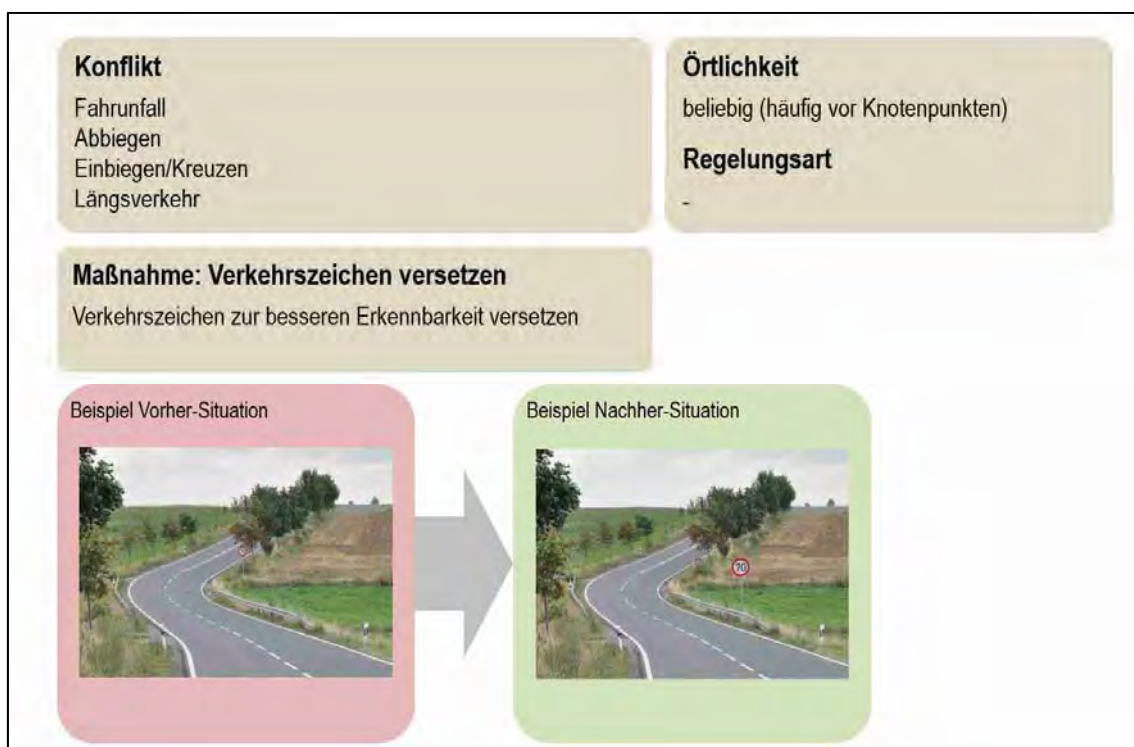 Konflikt
Fahrunfall
Abbiegen
Einbiegen/Kreuzen
Längsverkehr
Örtlichkeit
beliebig (häufig vor Knotenpunkten)
Regelungsart
-
Maßnahme: Verkehrszeichen versetzen
Verkehrszeichen zur besseren Erkennbarkeit versetzen
Beispiel Vorher-Situation
Beispiel Nachher-Situation
70